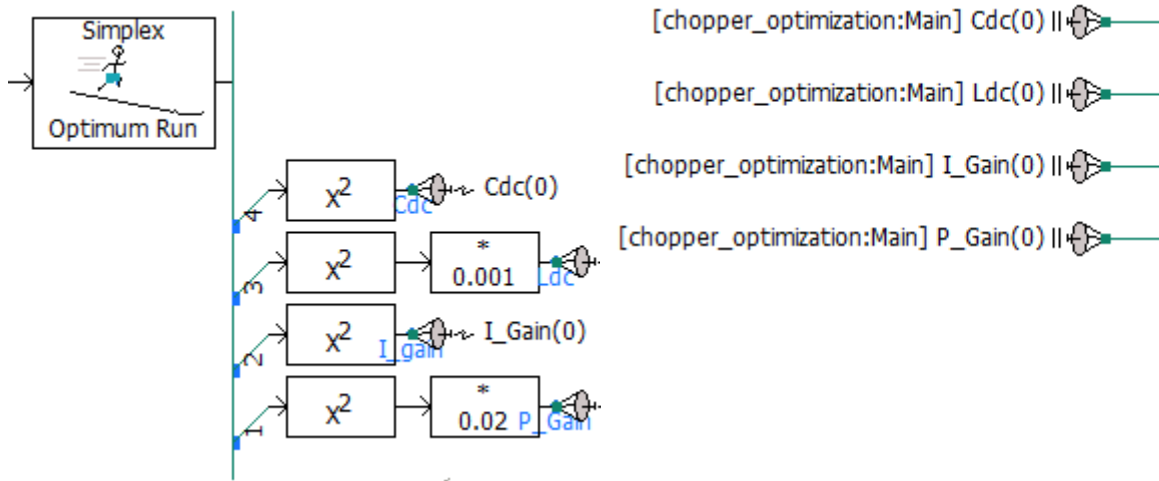 Simplex
Optimum Run
4
X²
Cdc
Cdc(0)
3
X²
*
0.001
Ldc
2
X²
I_gain
I_Gain(0)
1
X²
*
0.02
P_Gain
[chopper_optimization:Main] Cdc(0)
[chopper_optimization:Main] Ldc(0)
[chopper_optimization:Main] I_Gain(0)
[chopper_optimization:Main] P_Gain(0)